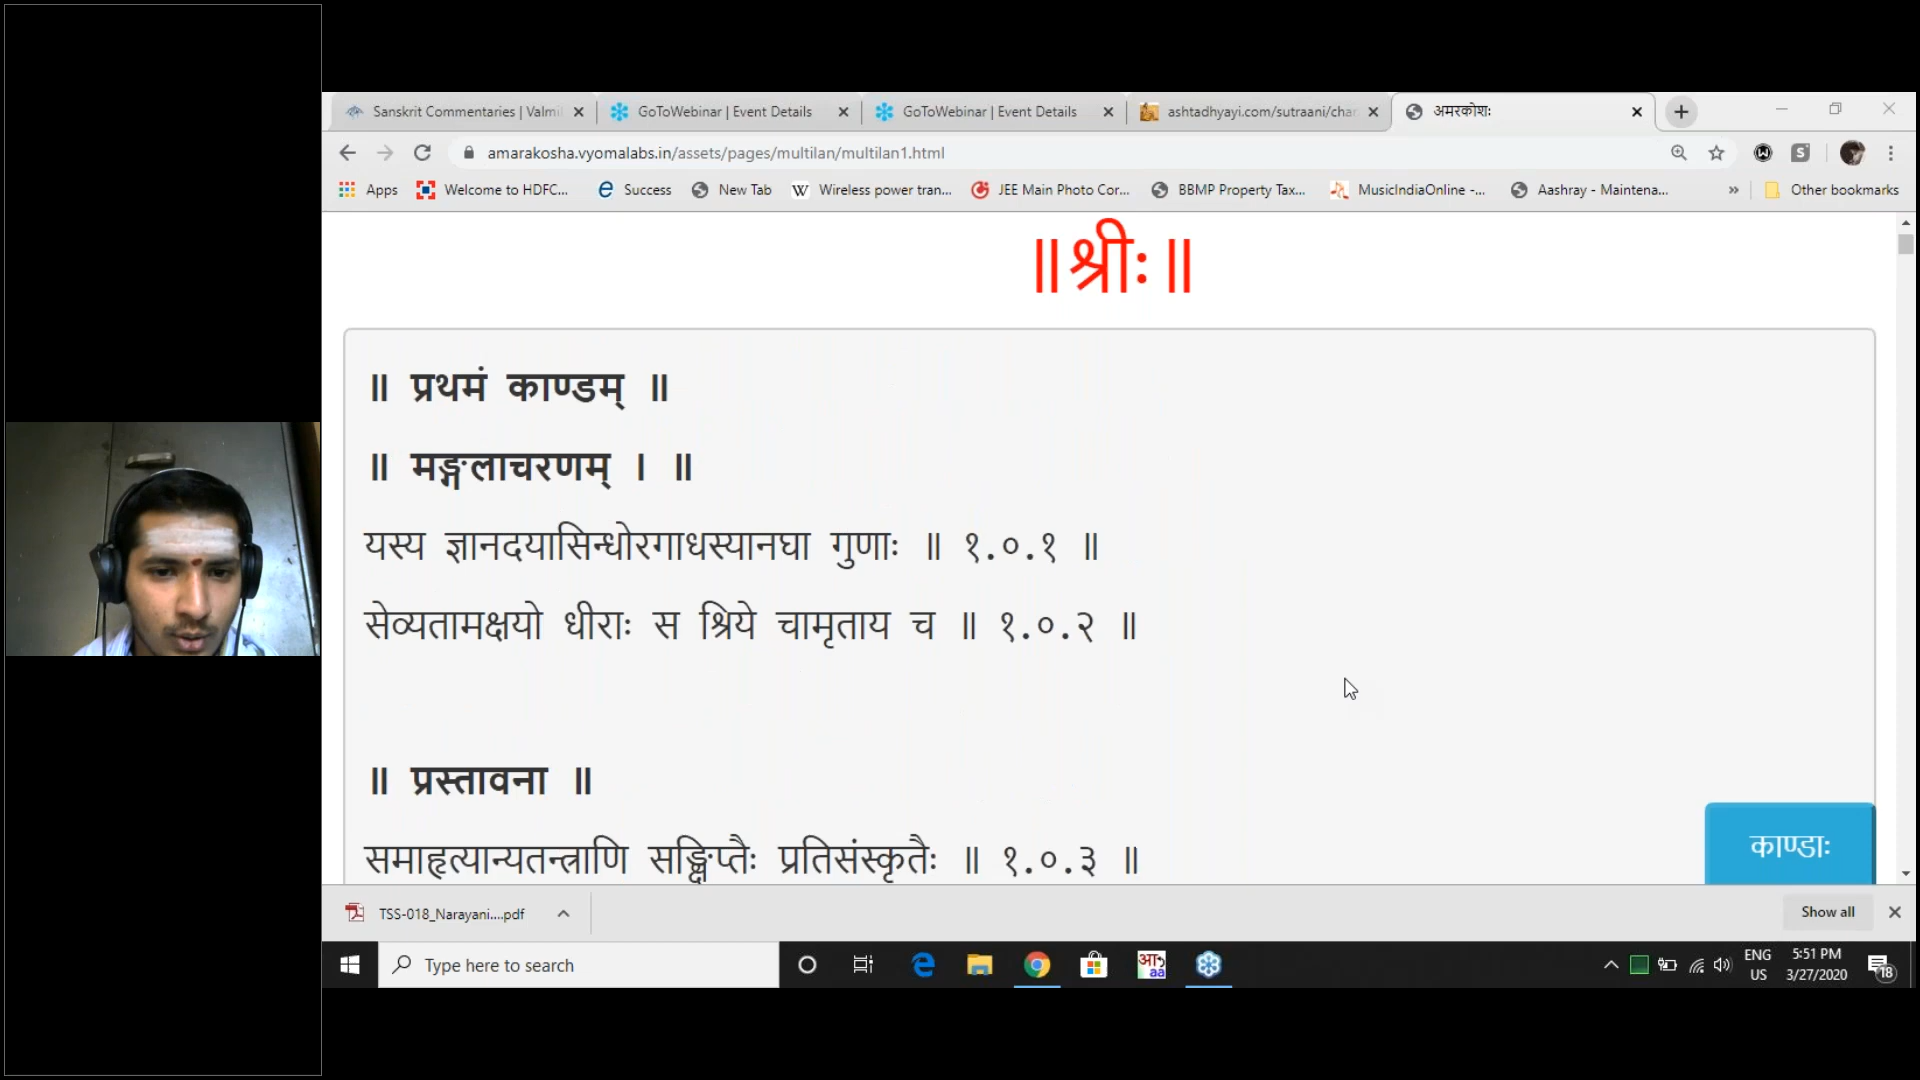 Sanskrit Commentaries | Valmi
GoToWebinar | Event Details
GoToWebinar | Event Details
ashtadhyayi.com/sutraani/char
अमरकोशः
amarakosha.vyomalabs.in/assets/pages/multilan/multilan1.html
Apps
Welcome to HDFC...
Success
New Tab
Wireless power tran...
JEE Main Photo Cor...
BBMP Property Tax...
MusicIndiaOnline -...
Aashray - Maintena...
»
Other bookmarks
॥श्रीः॥
॥ प्रथमं काण्डम् ॥
॥ मङ्गलाचरणम् । ॥
यस्य ज्ञानदयासिन्धोरगाधस्यानघा गुणाः ॥ १.०.१ ॥
सेव्यतामक्षयो धीराः स श्रिये चामृताय च ॥ १.०.२ ॥
॥ प्रस्तावना ॥
समाहृत्यान्यतन्त्राणि सङ्क्षिप्तैः प्रतिसंस्कृतैः ॥ १.०.३ ॥
काण्डाः
TSS-018_Narayani....pdf
Show all
Type here to search
ENG
US
5:51 PM
3/27/2020
18